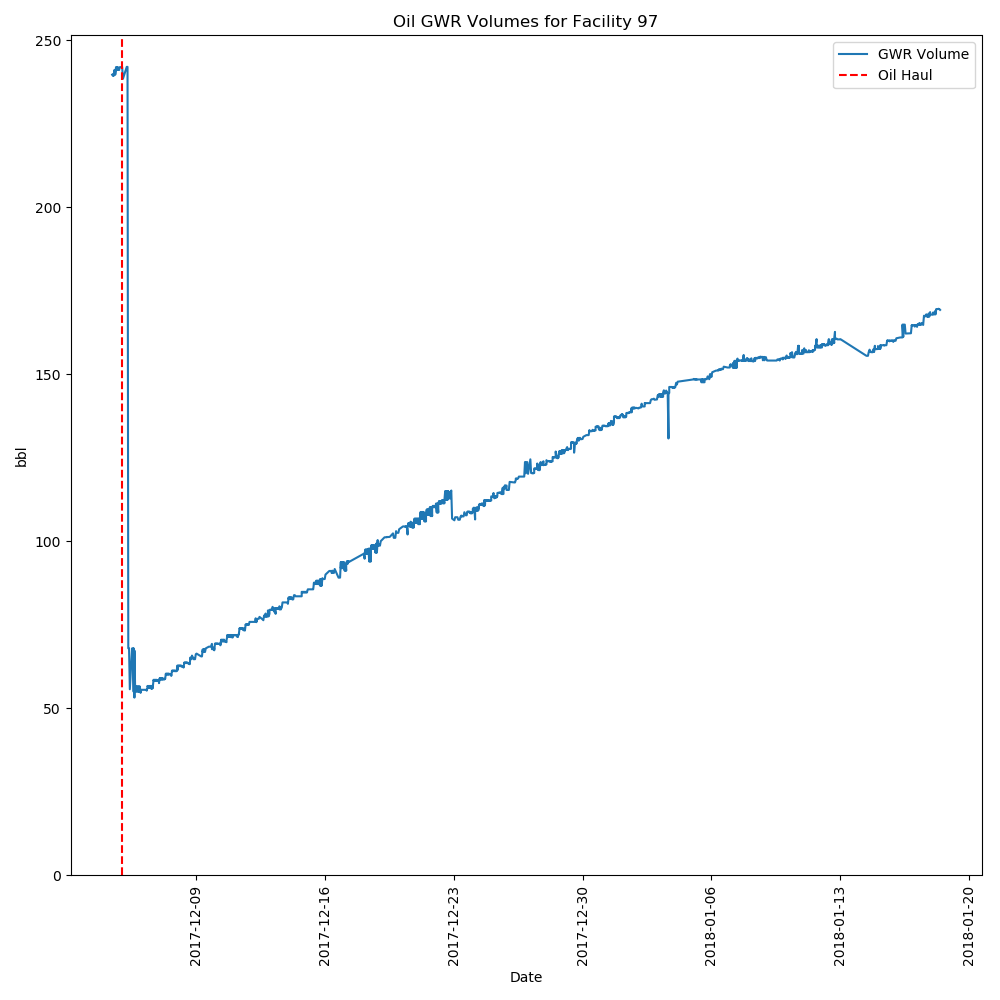 Oil GWR Volumes for Facility 97
GWR Volume
Oil Haul
250
200
150
100
50
0
bbl
2017-12-09
2017-12-16
2017-12-23
2017-12-30
2018-01-06
2018-01-13
2018-01-20
Date